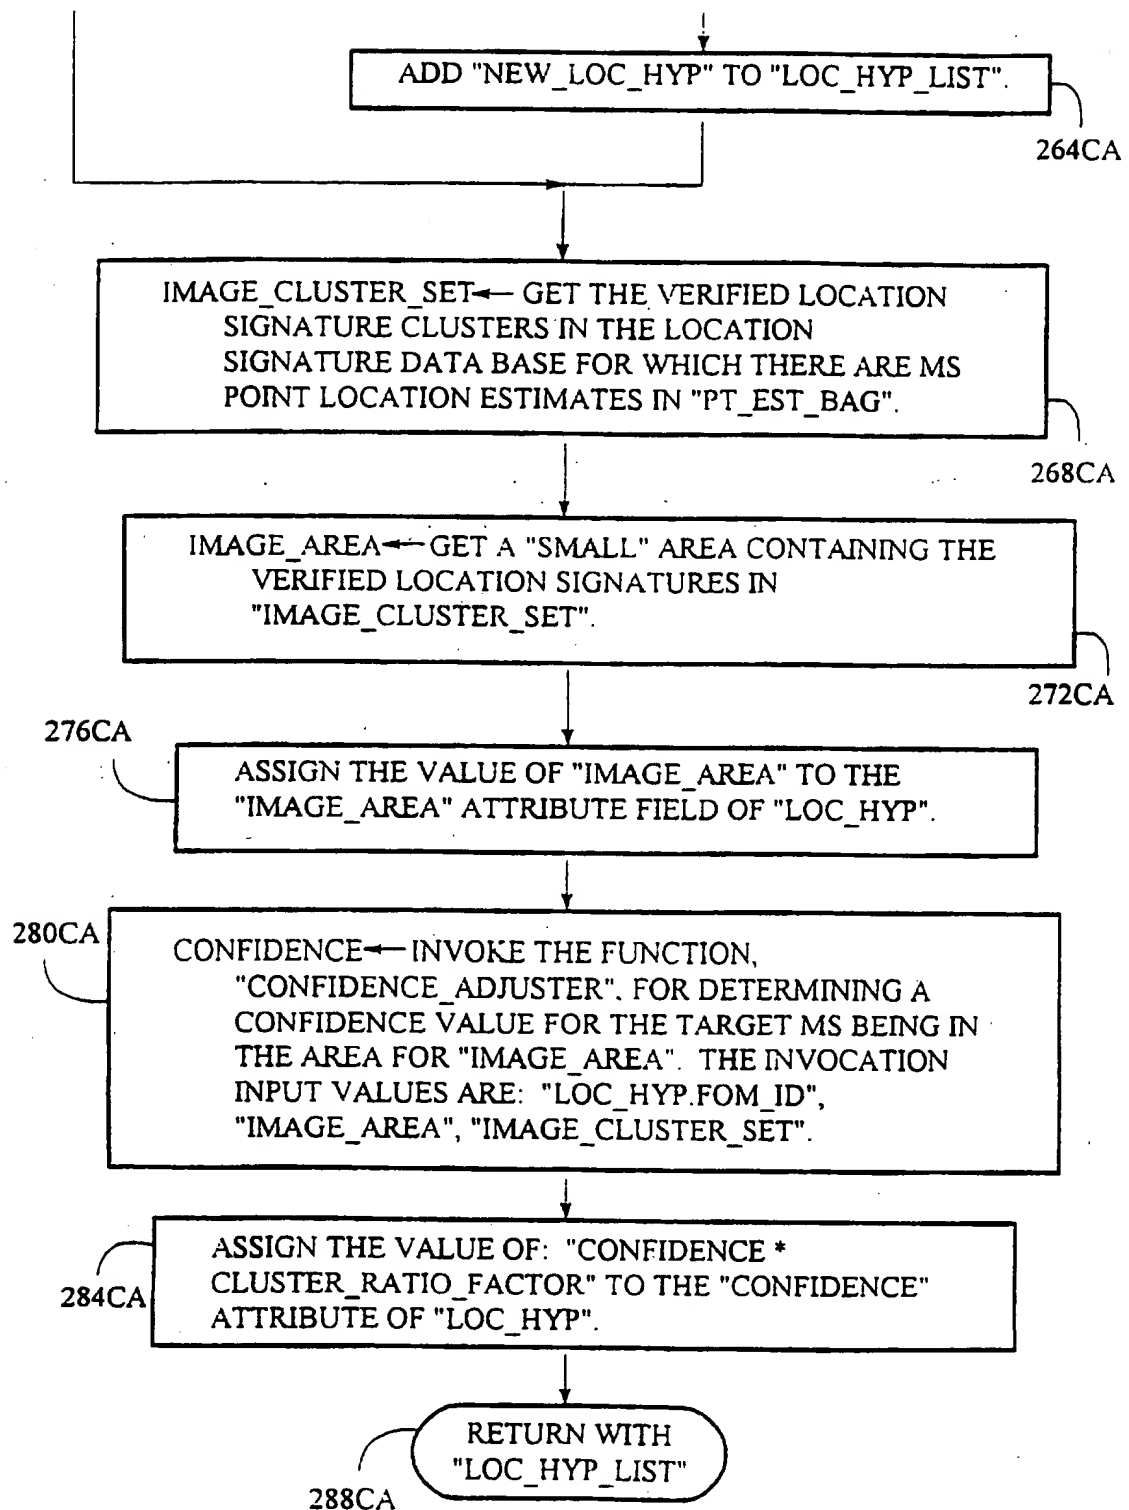 ADD "NEW_LOC_HYP" TO "LOC_HYP_LIST".
264CA
IMAGE_CLUSTER_SET← GET THE VERIFIED LOCATION
SIGNATURE CLUSTERS IN THE LOCATION
SIGNATURE DATA BASE FOR WHICH THERE ARE MS
POINT LOCATION ESTIMATES IN "PT_EST_BAG".
268CA
IMAGE_AREA← GET A "SMALL" AREA CONTAINING THE
VERIFIED LOCATION SIGNATURES IN
"IMAGE_CLUSTER_SET".
272CA
276CA
ASSIGN THE VALUE OF "IMAGE_AREA" TO THE
"IMAGE_AREA" ATTRIBUTE FIELD OF "LOC_HYP".
280CA
CONFIDENCE← INVOKE THE FUNCTION,
"CONFIDENCE_ADJUSTER". FOR DETERMINING A
CONFIDENCE VALUE FOR THE TARGET MS BEING IN
THE AREA FOR "IMAGE_AREA". THE INVOCATION
INPUT VALUES ARE: "LOC_HYP.FOM_ID",
"IMAGE_AREA", "IMAGE_CLUSTER_SET".
284CA
ASSIGN THE VALUE OF: "CONFIDENCE *
CLUSTER_RATIO_FACTOR" TO THE "CONFIDENCE"
ATTRIBUTE OF "LOC_HYP".
RETURN WITH
"LOC_HYP_LIST"
288CA